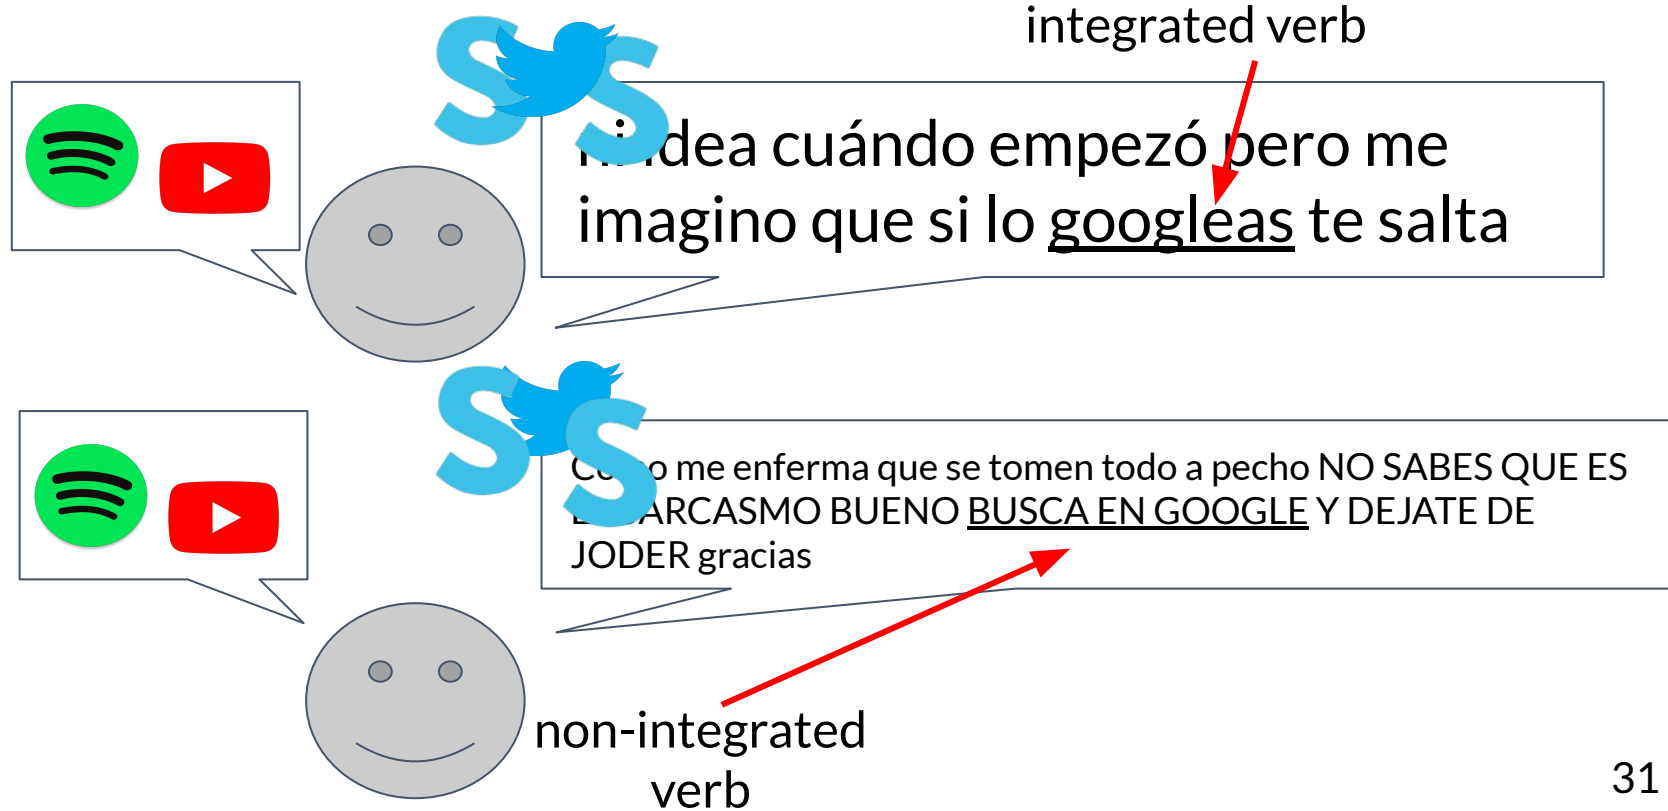 integrated verb
idea cuándo empezó pero me
imagino que si lo googleas te salta
me enferma que se tomen todo a pecho NO SABES QUE ES
BUENO BUSCA EN GOOGLE Y DEJATE DE
JODER gracias
non-integrated
verb
31